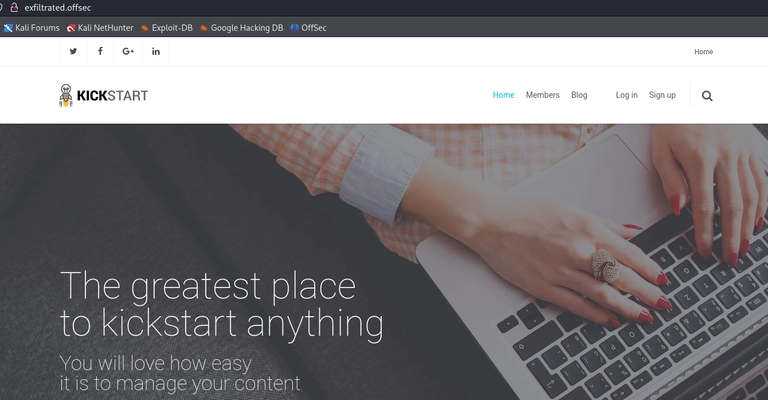 exfiltrated.offsec
Kali Forums Kali NetHunter Exploit-DB Google Hacking DB OffSec
Home
KICKSTART
Home Members Blog Log in Sign up
The greatest place
to kickstart anything
You will love how easy
it is to manage your content